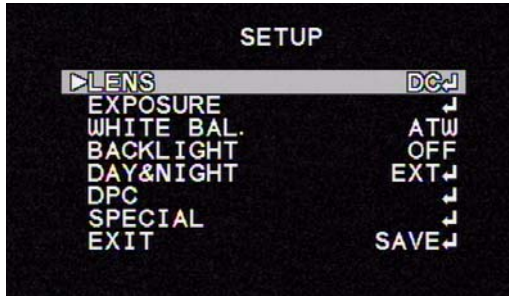 SETUP
▷LENS DC↲
EXPOSURE ↲
WHITE BAL. ATW
BACKLIGHT OFF
DAY&NIGHT EXT↲
DPC ↲
SPECIAL ↲
EXIT SAVE↲